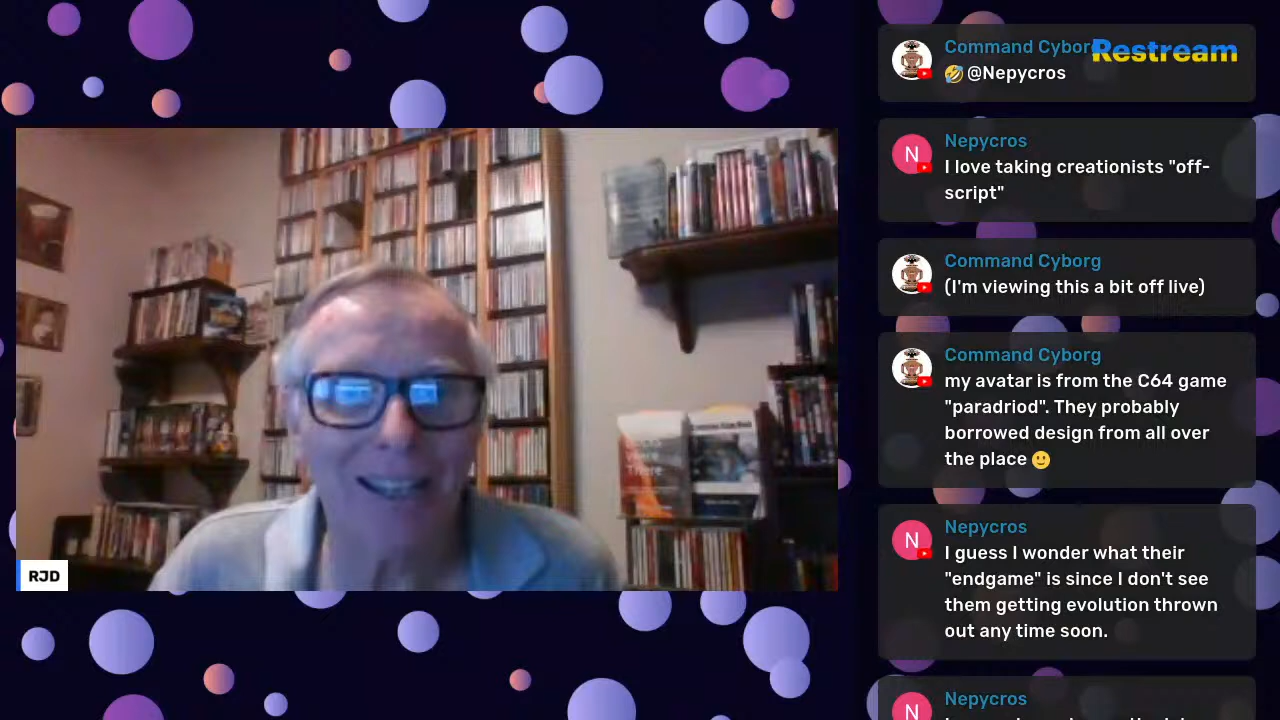 Command Cyborg
Restream
🤣 @Nepycros
N
Nepycros
I love taking creationists "off-
script"
Command Cyborg
(I'm viewing this a bit off live)
Command Cyborg
my avatar is from the C64 game
"paradriod". They probably
borrowed design from all over
the place 🙂
N
Nepycros
I guess I wonder what their
"endgame" is since I don't see
them getting evolution thrown
out any time soon.
N
Nepycros
RJD